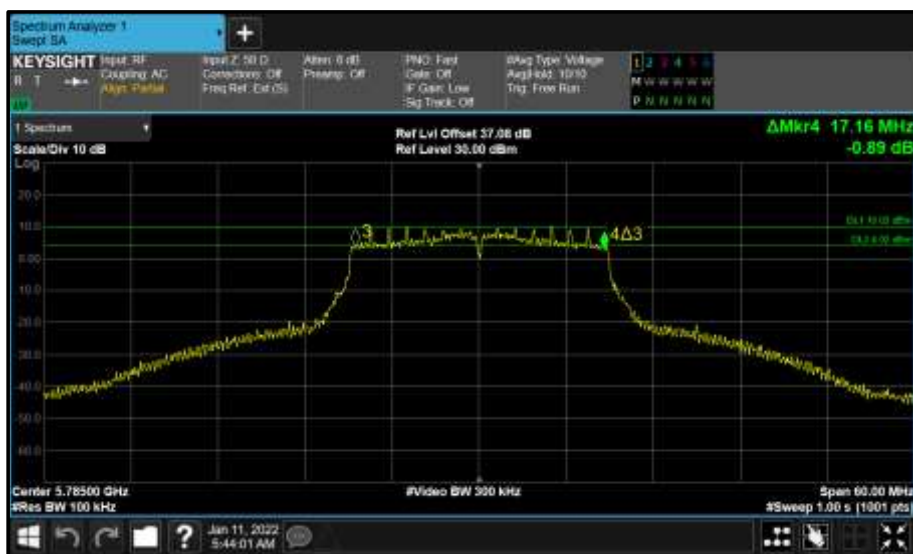 Spectrum Analyzer 1
Swept SA
+
KEYSIGHT
R T
Input: RF
Coupling: AC
Align: Partial
Input Z: 50 Ω
Corrections: Off
Freq Ref: Ext (S)
Atten: 0 dB
Preamp: Off
PNO: Fast
Gate: Off
IF Gain: Low
Sig Track: Off
#Avg Type: Voltage
Avg|Hold: 10/10
Trig: Free Run
1 2 3 4 5 6
M W W W W W
P N N N N N
1 Spectrum
Scale/Div 10 dB
Ref Lvl Offset 37.08 dB
Ref Level 30.00 dBm
ΔMkr4 17.16 MHz
-0.89 dB
Log
20.0
10.0
0.00
-10.0
-20.0
-30.0
-40.0
-50.0
-60.0
3
4Δ3
Center 5.78500 GHz
#Res BW 100 kHz
#Video BW 300 kHz
Span 60.00 MHz
#Sweep 1.00 s (1001 pts)
?
Jan 11, 2022
5:44:01 AM